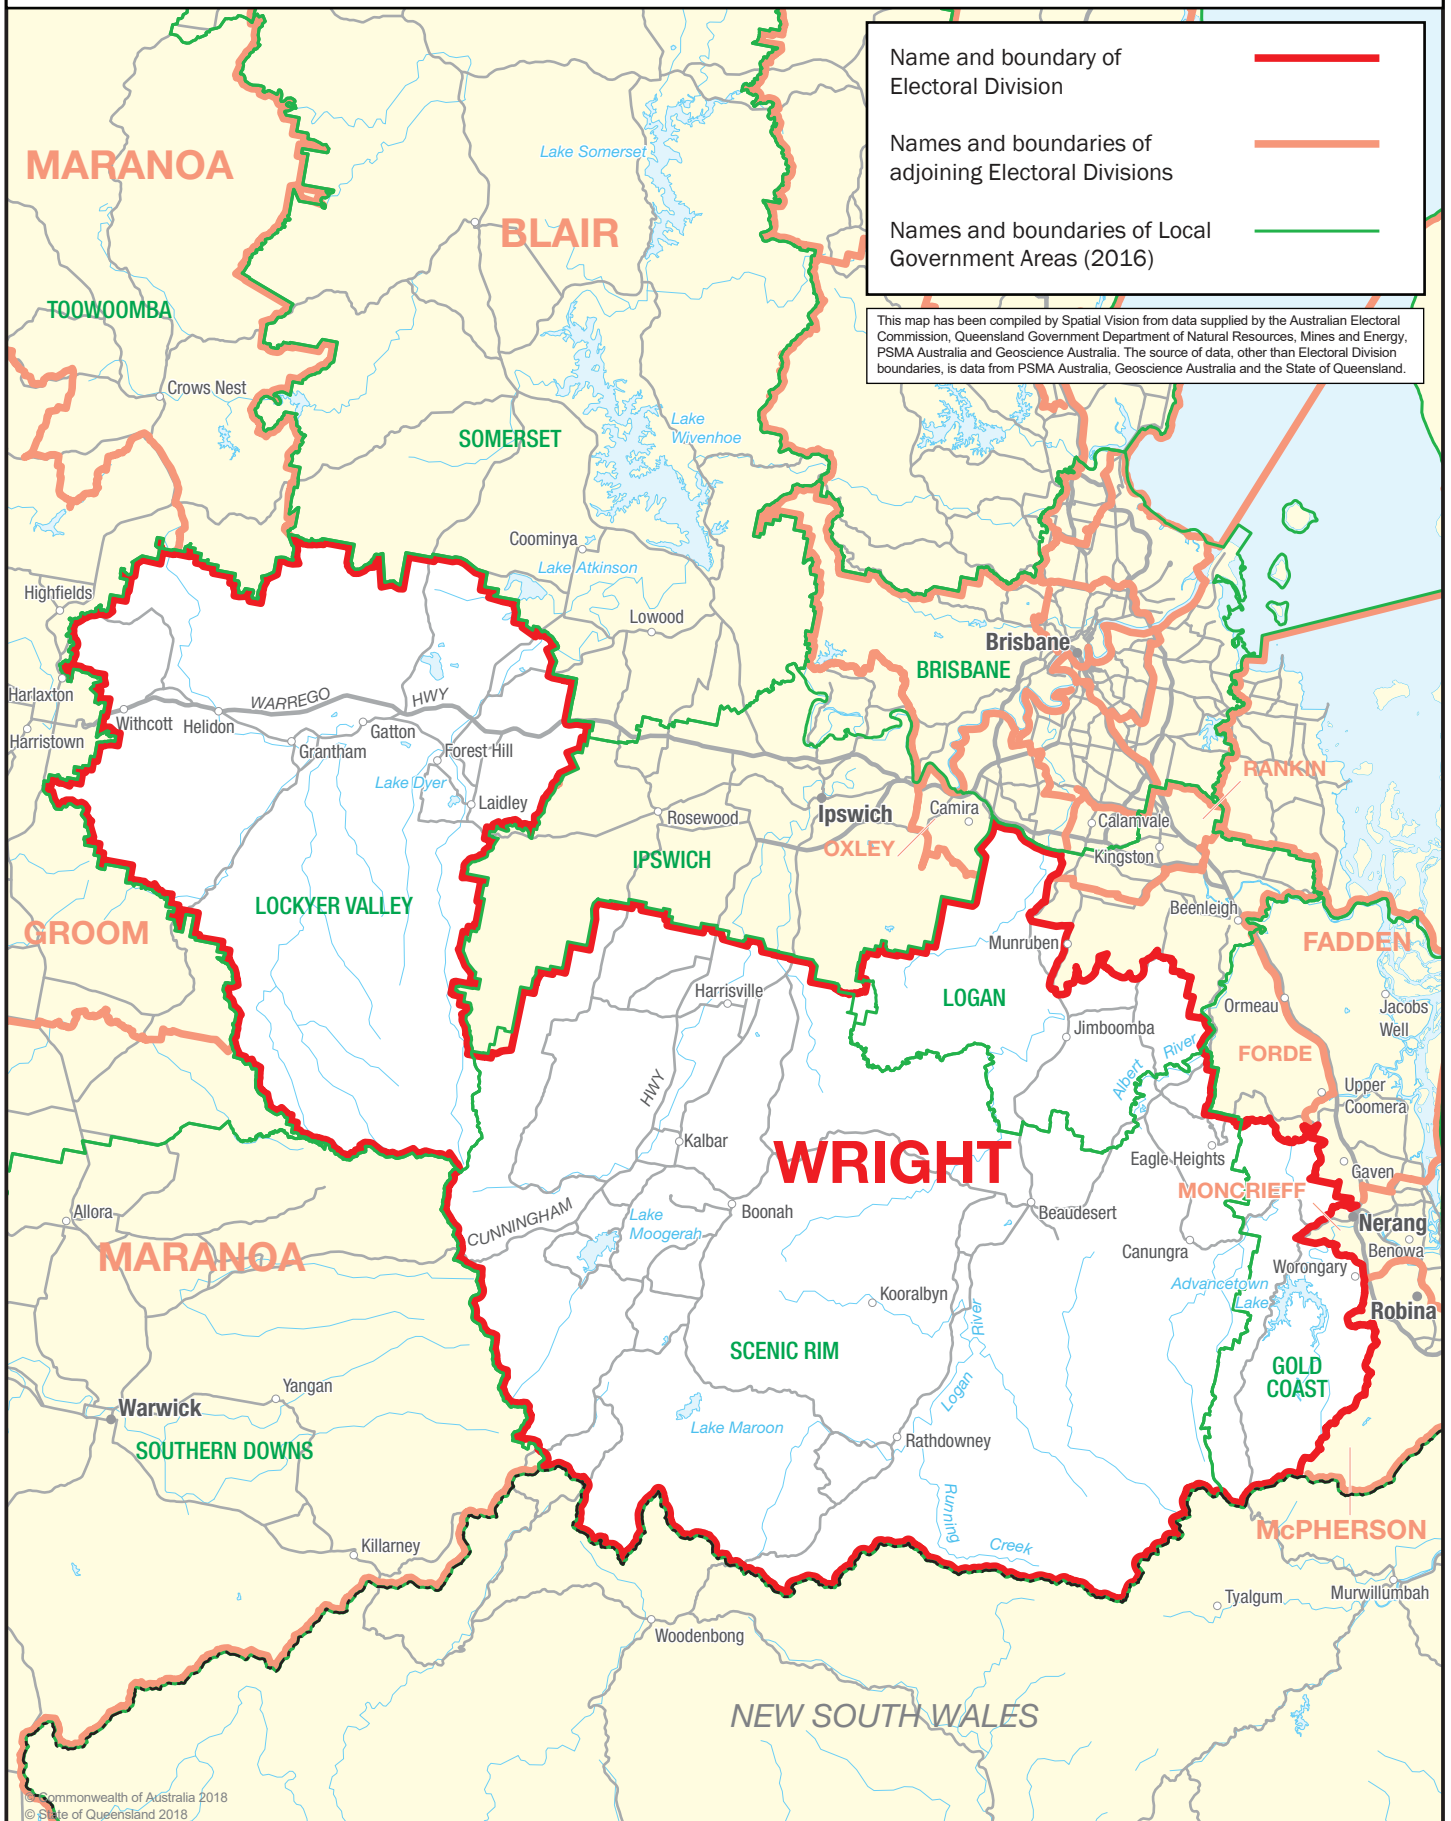 Name and boundary of
Electoral Division
Names and boundaries of
adjoining Electoral Divisions
Names and boundaries of Local
Government Areas (2016)
This map has been compiled by Spatial Vision from data supplied by the Australian Electoral
Commission, Queensland Government Department of Natural Resources, Mines and Energy,
PSMA Australia and Geoscience Australia. The source of data, other than Electoral Division
boundaries, is data from PSMA Australia, Geoscience Australia and the State of Queensland.
MARANOA
Lake Somerset
BLAIR
TOOWOOMBA
Crows Nest
SOMERSET
Lake
Wivenhoe
Coominya
Lake Atkinson
Highfields
Lowood
Brisbane
BRISBANE
Harlaxton
WARREGO
HWY
Withcott
Helidon
Gatton
Harristown
Grantham
Forest Hill
RANKIN
Lake Dyer
Laidley
Rosewood
Ipswich
Camira
Calamvale
OXLEY
Kingston
IPSWICH
LOCKYER VALLEY
Beenleigh
GROOM
Munruben
FADDEN
Harrisville
LOGAN
Ormeau
Jacobs
Well
Jimboomba
River
Albert
FORDE
HWY
Upper
Coomera
Kalbar
WRIGHT
Eagle Heights
Gaven
MONCRIEFF
Allora
CUNNINGHAM
Lake
Moogerah
Boonah
Beaudesert
Nerang
Canungra
Benowa
MARANOA
Worongary
Advancetown
Lake
Kooralbyn
River
Robina
SCENIC RIM
GOLD
COAST
Yangan
Logan
Warwick
Lake Maroon
SOUTHERN DOWNS
Rathdowney
Running
Creek
McPHERSON
Killarney
Tyalgum
Murwillumbah
Woodenbong
NEW SOUTH WALES
© Commonwealth of Australia 2018
© State of Queensland 2018